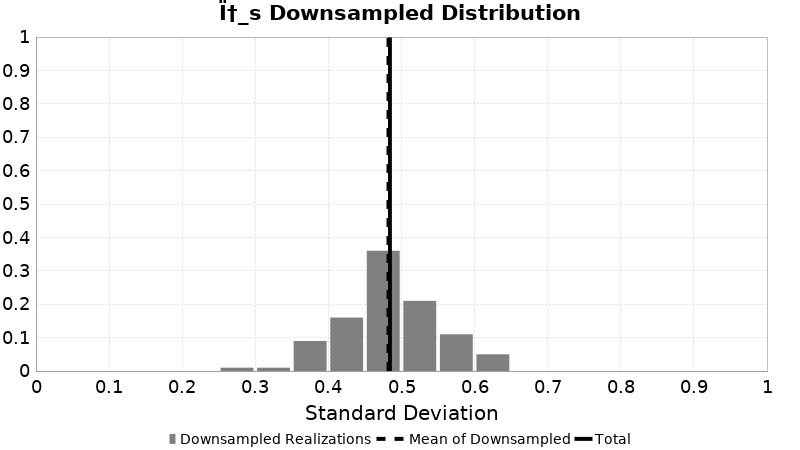 Ï†_s Downsampled Distribution
1
0.9
0.8
0.7
0.6
0.5
0.4
0.3
0.2
0.1
0
0 0.1 0.2 0.3 0.4 0.5 0.6 0.7 0.8 0.9 1
Standard Deviation
Downsampled Realizations Mean of Downsampled Total